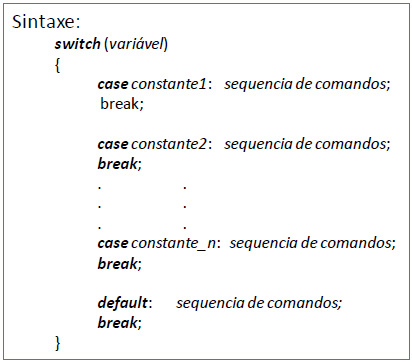 Sintaxe:
switch (variável)
{
case constante1: sequencia de comandos;
break;
case constante2: sequencia de comandos;
break;
. .
. .
. .
case constante_n: sequencia de comandos;
break;
default: sequencia de comandos;
break;
}